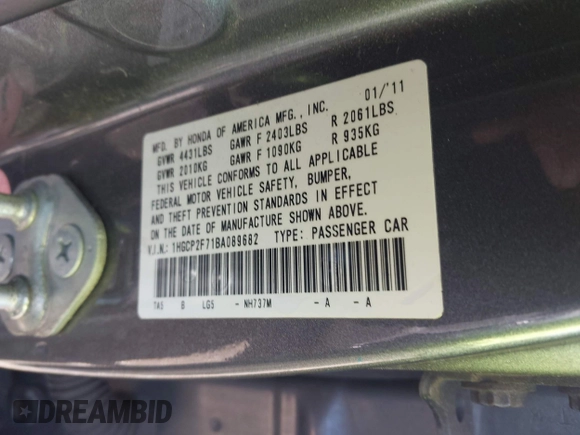 MFD. BY HONDA OF AMERICA MFG., INC. 01/'11
GVWR 4431LBS GAWR F 2403LBS R 2061LBS
GVWR 2010KG GAWR F 1090KG R 935KG
THIS VEHICLE CONFORMS TO ALL APPLICABLE
FEDERAL MOTOR VEHICLE SAFETY, BUMPER,
AND THEFT PREVENTION STANDARDS IN EFFECT
ON THE DATE OF MANUFACTURE SHOWN ABOVE.
V.I.N.: 1HGCP2F71BA089682 TYPE: PASSENGER CAR
TA5 B LG5 - NH737M - A - A
DREAMBID